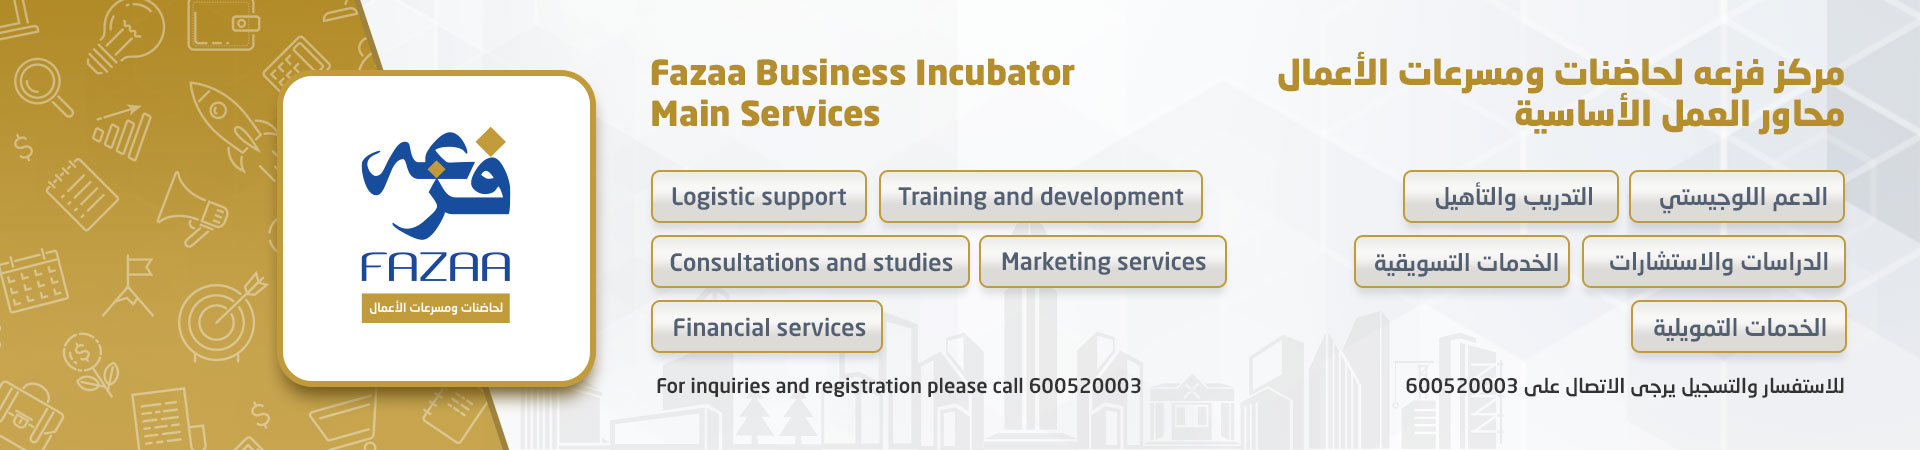 فزعه
FAZAA
لحاضنات ومسرعات الأعمال
Fazaa Business Incubator
Main Services
Logistic support
Training and development
Consultations and studies
Marketing services
Financial services
For inquiries and registration please call 600520003
مركز فزعه لحاضنات ومسرعات الأعمال
محاور العمل الأساسية
الدعم اللوجيستي
التدريب والتأهيل
الدراسات والاستشارات
الخدمات التسويقية
الخدمات التمويلية
للاستفسار والتسجيل يرجى الاتصال على 600520003